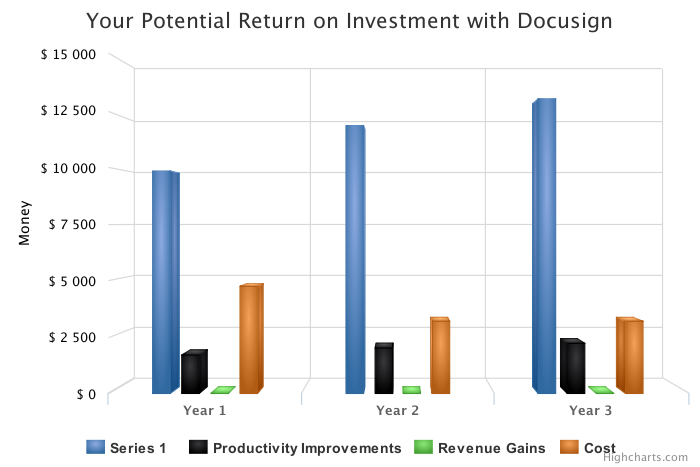 Your Potential Return on Investment with Docusign
$ 15 000
$ 12 500
$ 10 000
$ 7 500
$ 5 000
$ 2 500
$ 0
Money
Year 1
Year 2
Year 3
Series 1
Productivity Improvements
Revenue Gains
Cost
Highcharts.com